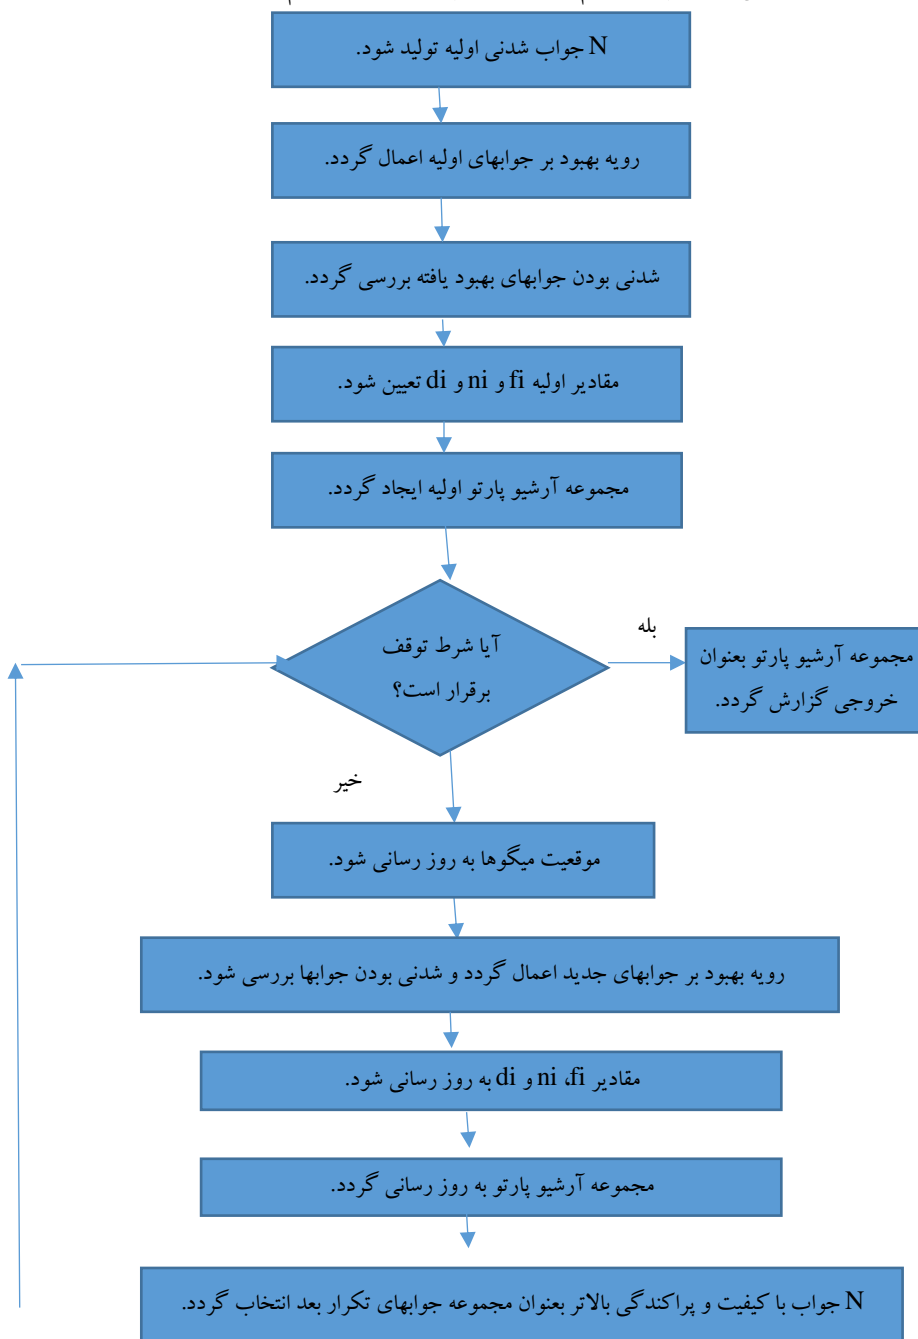 N جواب شدنی اولیه تولید شود.
رویه بهبود بر جوابهای اولیه اعمال گردد.
شدنی بودن جوابهای بهبود یافته بررسی گردد.
مقادیر اولیه fi و ni و di تعیین شود.
مجموعه آرشیو پارتو اولیه ایجاد گردد.
آیا شرط توقف
برقرار است؟
بله
مجموعه آرشیو پارتو بعنوان
خروجی گزارش گردد.
خیر
موقعیت میگوها به روز رسانی شود.
رویه بهبود بر جوابهای جدید اعمال گردد و شدنی بودن جوابها بررسی شود.
مقادیر fi، ni و di به روز رسانی شود.
مجموعه آرشیو پارتو به روز رسانی گردد.
N جواب با کیفیت و پراکندگی بالاتر بعنوان مجموعه جوابهای تکرار بعد انتخاب گردد.